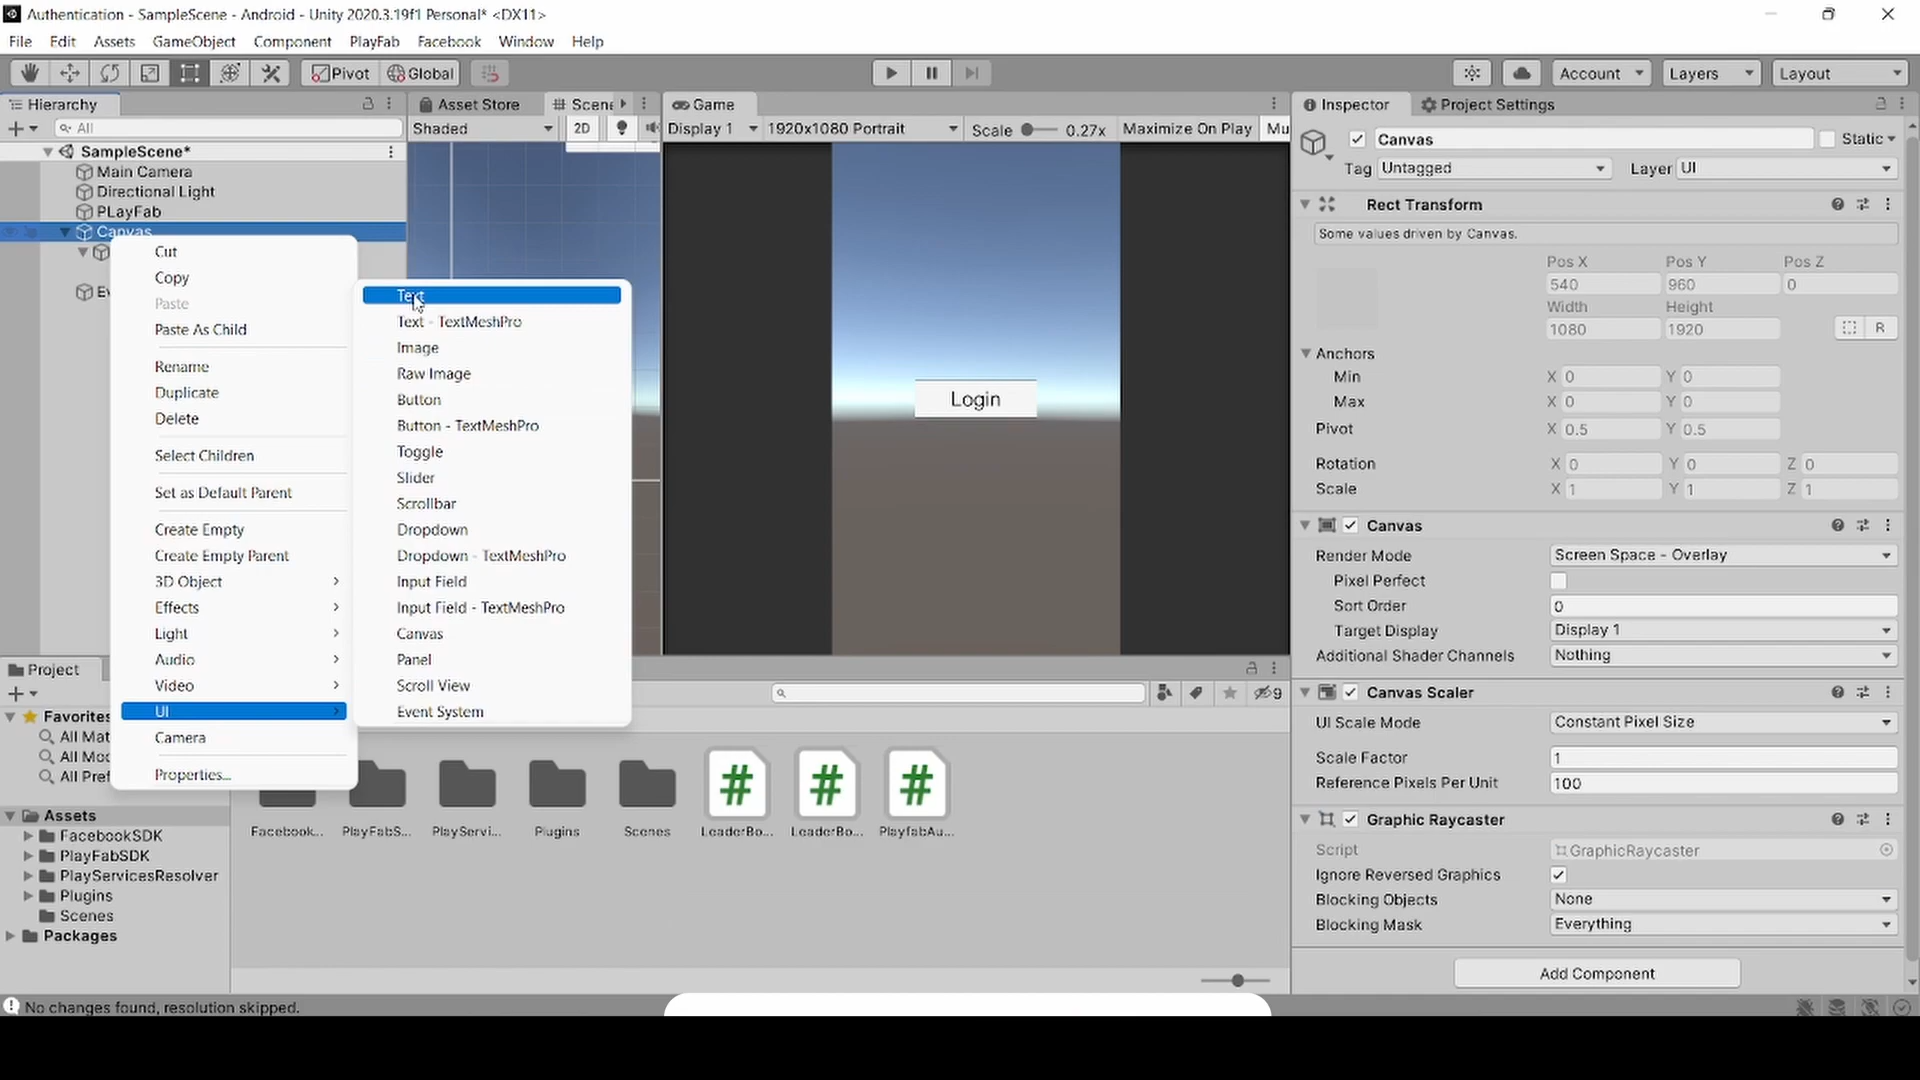 Authentication - SampleScene - Android - Unity 2020.3.19f1 Personal* <DX11>
File Edit Assets GameObject Component PlayFab Facebook Window Help
Pivot Global Account Layers Layout
Hierarchy
All
SampleScene*
Main Camera
Directional Light
PLayFab
Canvas
Cut
Copy
Paste
Paste As Child
Rename
Duplicate
Delete
Select Children
Set as Default Parent
Create Empty
Create Empty Parent
3D Object
Effects
Light
Audio
Video
UI
Camera
Properties...
Text
Text - TextMeshPro
Image
Raw Image
Button
Button - TextMeshPro
Toggle
Slider
Scrollbar
Dropdown
Dropdown - TextMeshPro
Input Field
Input Field - TextMeshPro
Canvas
Panel
Scroll View
Event System
Asset Store Scene
Shaded 2D
Game
Display 1 1920x1080 Portrait Scale 0.27x Maximize On Play Mu
Login
Inspector Project Settings
Canvas Static
Tag Untagged Layer UI
Rect Transform
Some values driven by Canvas.
Pos X Pos Y Pos Z
540 960 0
Width Height
1080 1920 R
Anchors
Min X 0 Y 0
Max X 0 Y 0
Pivot X 0.5 Y 0.5
Rotation X 0 Y 0 Z 0
Scale X 1 Y 1 Z 1
Canvas
Render Mode Screen Space - Overlay
Pixel Perfect
Sort Order 0
Target Display Display 1
Additional Shader Channels Nothing
Canvas Scaler
UI Scale Mode Constant Pixel Size
Scale Factor 1
Reference Pixels Per Unit 100
Graphic Raycaster
Script GraphicRaycaster
Ignore Reversed Graphics
Blocking Objects None
Blocking Mask Everything
Add Component
Project
9
Favorites
All Mat
All Mod
All Pref
Assets
FacebookSDK
PlayFabSDK
PlayServicesResolver
Plugins
Scenes
Packages
Facebook... PlayFabS... PlayServi... Plugins Scenes LeaderBo... LeaderBo... PlayfabAu...
No changes found, resolution skipped.